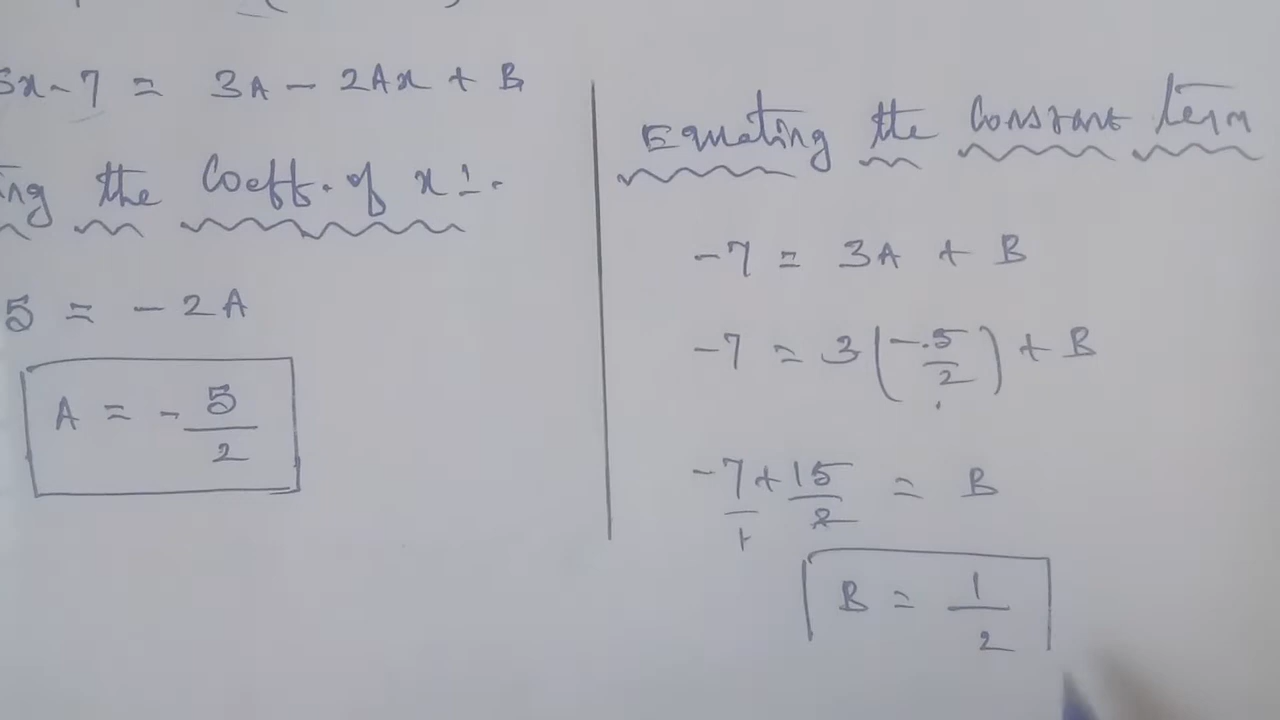 5x - 7 = 3A - 2Ax + B
ing the Coeff. of x :-
5 = - 2A
A = - 5/2
Equating the Constant term
-7 = 3A + B
-7 = 3 ( -5/2 ) + B
-7/1 + 15/2 = B
B = 1/2